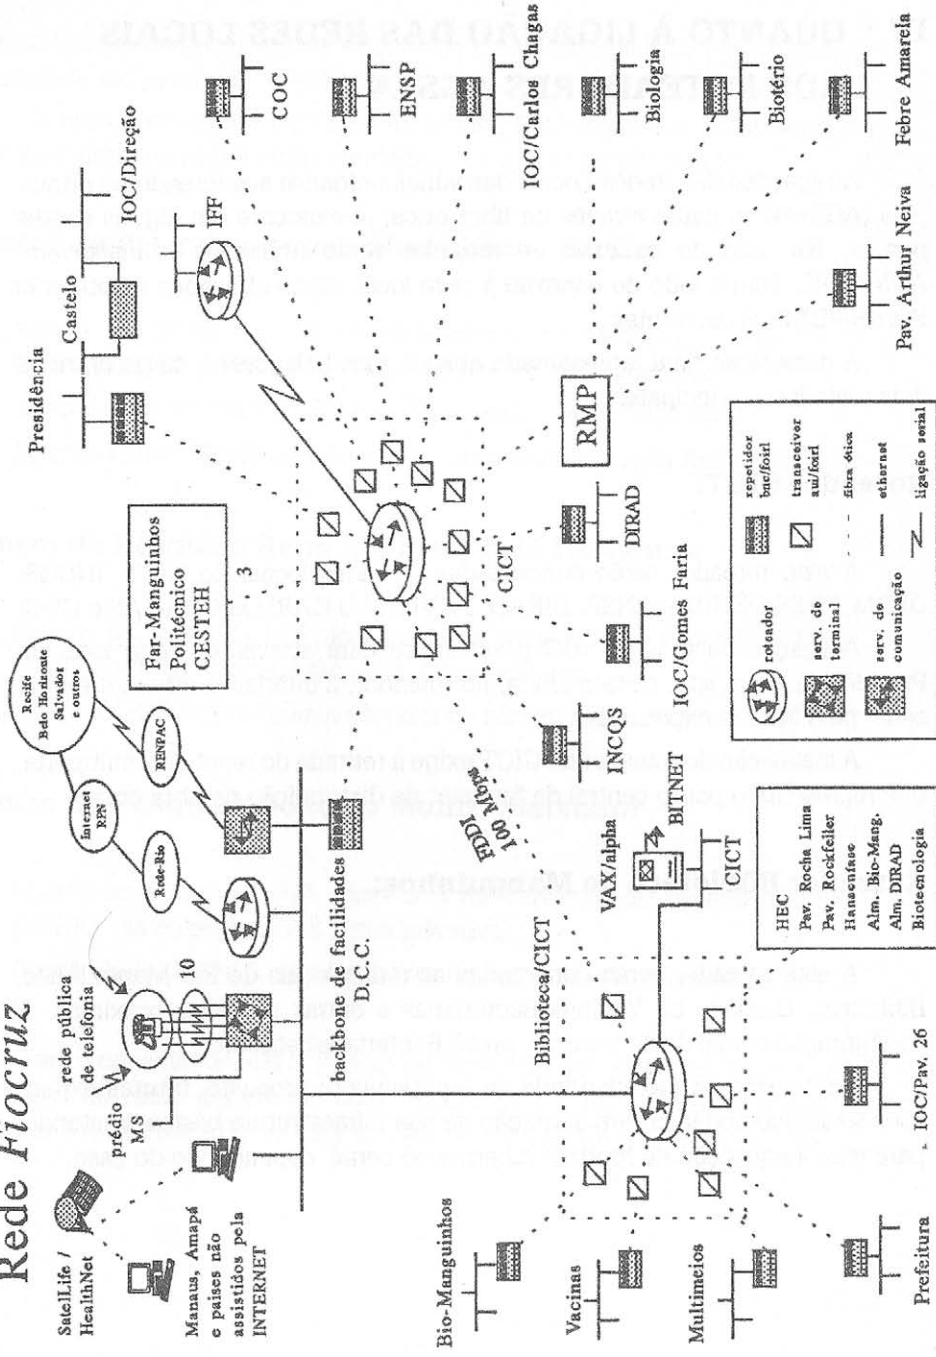 Rede Fiocruz
SatelLife /
HealthNet
Manaus, Amapá
e países não
assistidos pela
INTERNET
prédio
Maiá
rede pública
de telefonia
10
Rede-Rio
Internet
RPN
RENPAC
Recife
Belo Horizonte
Salvador
e outros
backbone de facilidades
D.C.C.
Far-Manguinhos
Politécnico
CESTEH
3
Presidência
Castelo
IOC/Direção
IFF
COC
ENSP
IOC/Carlos Chagas
Biologia
Biotério
Febre Amarela
Pav. Arthur Neiva
RMP
CICT
DIRAD
IOC/Gomes Faria
INCQS
FDDI
100 Mbps
Biblioteca/CICT
VAX/alpha
BITNET
CICT
Bio-Manguinhos
Vacinas
Multimeios
Prefeitura
IOC/Pav. 26
HEC
Pav. Rocha Lima
Pav. Rockfeller
Hanseníase
Alm. Bio-Mang.
Alm. DIRAD
Biotecnologia
roteador
serv. de
terminal
serv. de
comunicação
repetidor
bnc/foirl
transceiver
aui/foirl
fibra ótica
ethernet
ligação serial